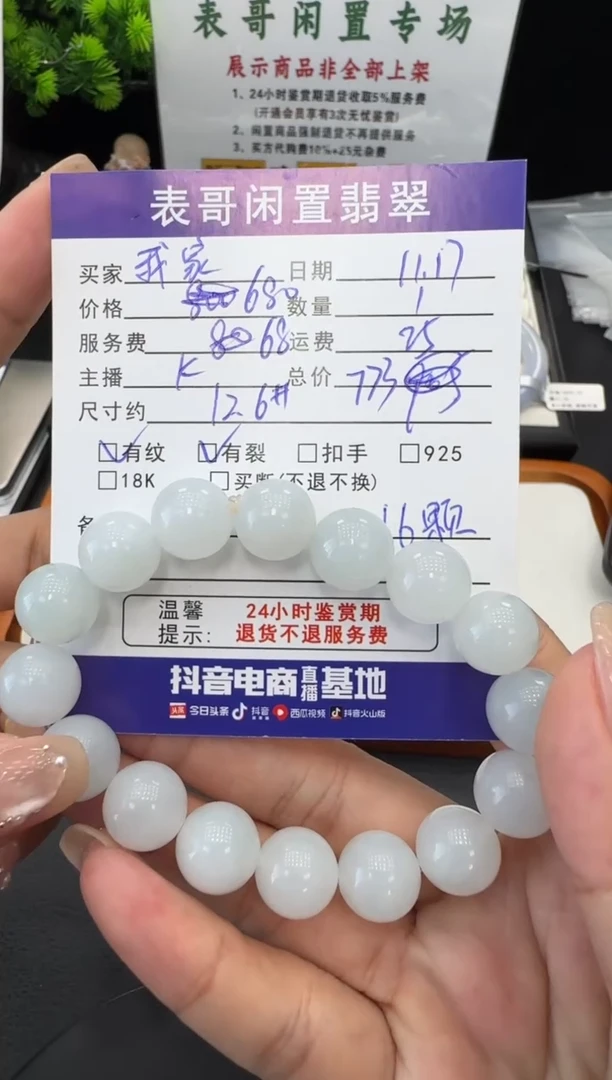 表哥闲置专场
展示商品非全部上架
1、24小时鉴赏期退货收取5%服务费
(开通会员享有3次无忧鉴赏)
2、闲置商品强制退货不再提供服务
3、买方代购费10%+25元杂费
表哥闲置翡翠
买家 我家 日期 11.17
价格 680 数量 1
服务费 68 运费 25
主播 K 总价 773
尺寸约 12.6#
☑有纹 ☑有裂 □扣手 □925
□18K □买断(不退不换)
16颗
温馨提示: 24小时鉴赏期
退货不退服务费
抖音电商直播基地
头条 今日头条 抖音 西瓜视频 抖音火山版